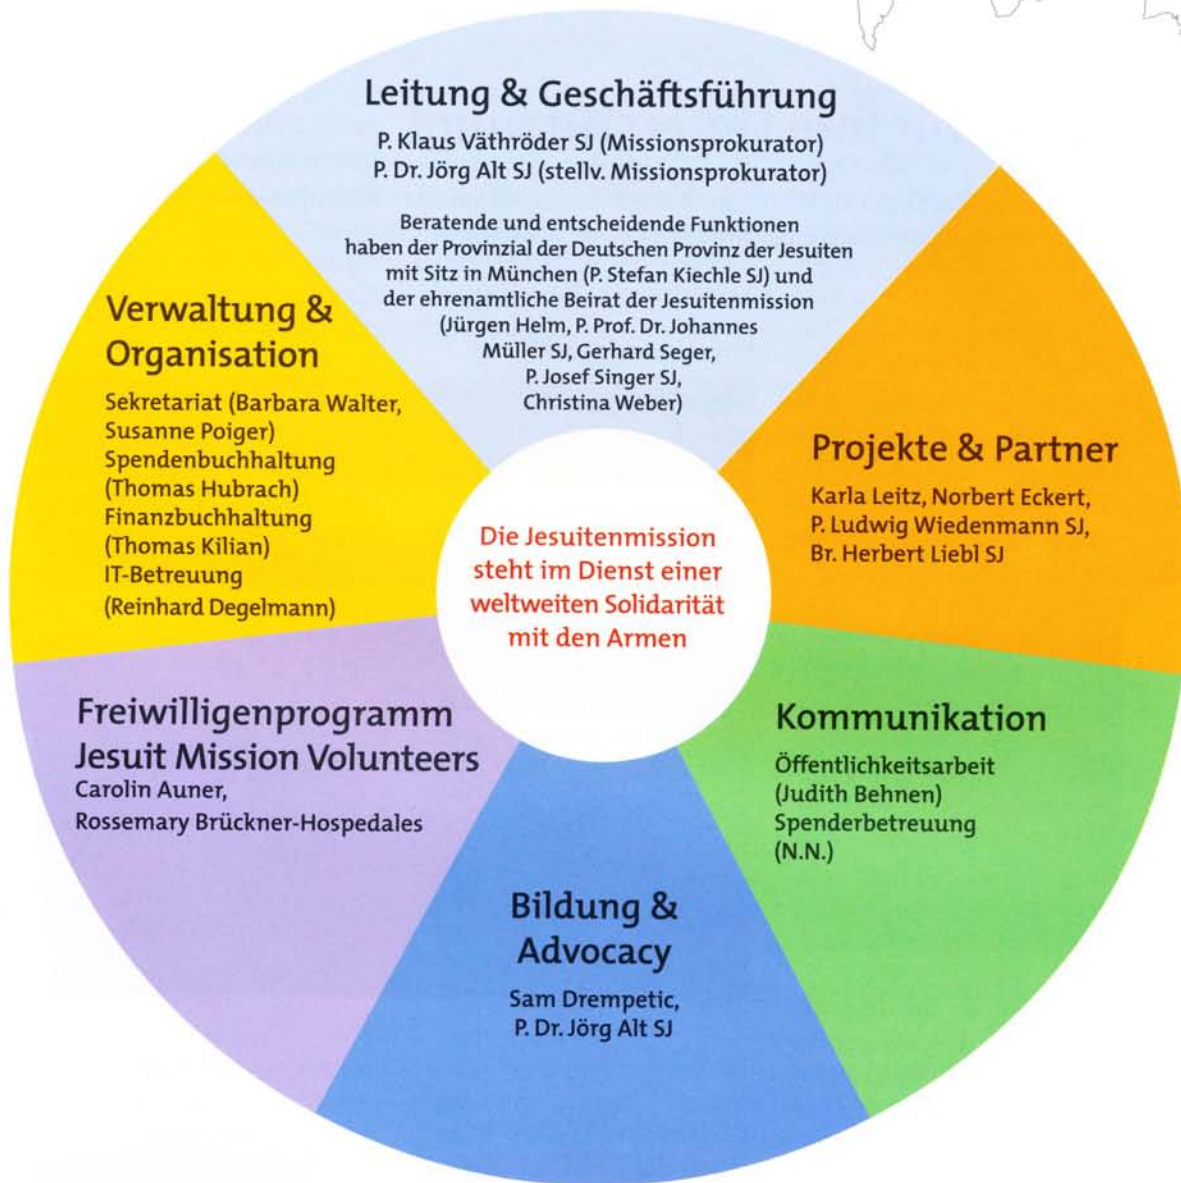 Leitung & Geschäftsführung
P. Klaus Väthröder SJ (Missionsprokurator)
P. Dr. Jörg Alt SJ (stellv. Missionsprokurator)
Beratende und entscheidende Funktionen
haben der Provinzial der Deutschen Provinz der Jesuiten
mit Sitz in München (P. Stefan Kiechle SJ) und
der ehrenamtliche Beirat der Jesuitenmission
(Jürgen Helm, P. Prof. Dr. Johannes
Müller SJ, Gerhard Seger,
P. Josef Singer SJ,
Christina Weber)
Projekte & Partner
Karla Leitz, Norbert Eckert,
P. Ludwig Wiedenmann SJ,
Br. Herbert Liebl SJ
Kommunikation
Öffentlichkeitsarbeit
(Judith Behnen)
Spenderbetreuung
(N.N.)
Bildung &
Advocacy
Sam Drempetic,
P. Dr. Jörg Alt SJ
Freiwilligenprogramm
Jesuit Mission Volunteers
Carolin Auner,
Rossemary Brückner-Hospedales
Verwaltung &
Organisation
Sekretariat (Barbara Walter,
Susanne Poiger)
Spendenbuchhaltung
(Thomas Hubrach)
Finanzbuchhaltung
(Thomas Kilian)
IT-Betreuung
(Reinhard Degelmann)
Die Jesuitenmission
steht im Dienst einer
weltweiten Solidarität
mit den Armen